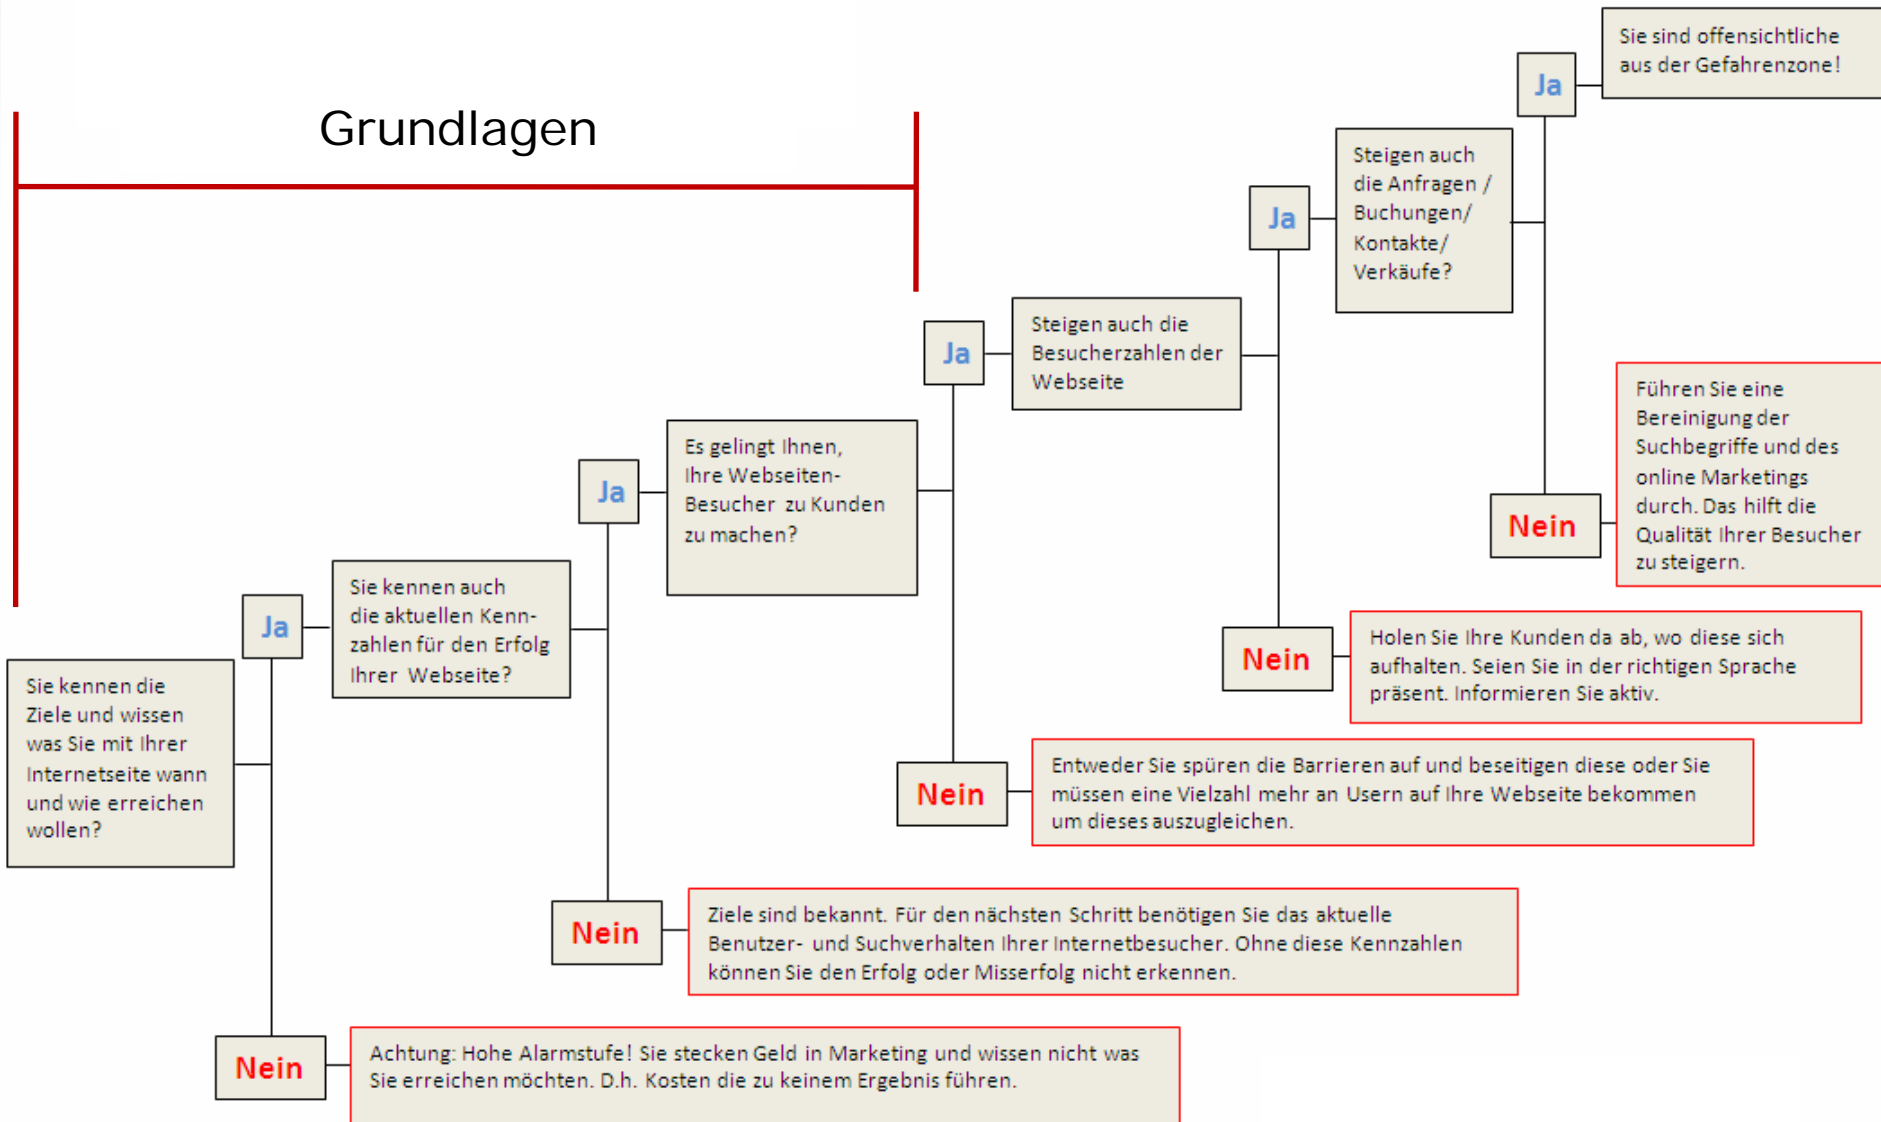 Grundlagen
Sie kennen die
Ziele und wissen
was Sie mit Ihrer
Internetseite wann
und wie erreichen
wollen?
Ja
Nein
Achtung: Hohe Alarmstufe! Sie stecken Geld in Marketing und wissen nicht was
Sie erreichen möchten. D.h. Kosten die zu keinem Ergebnis führen.
Sie kennen auch
die aktuellen Kenn-
zahlen für den Erfolg
Ihrer Webseite?
Ja
Nein
Ziele sind bekannt. Für den nächsten Schritt benötigen Sie das aktuelle
Benutzer- und Suchverhalten Ihrer Internetbesucher. Ohne diese Kennzahlen
können Sie den Erfolg oder Misserfolg nicht erkennen.
Es gelingt Ihnen,
Ihre Webseiten-
Besucher zu Kunden
zu machen?
Ja
Nein
Entweder Sie spüren die Barrieren auf und beseitigen diese oder Sie
müssen eine Vielzahl mehr an Usern auf Ihre Webseite bekommen
um dieses auszugleichen.
Steigen auch die
Besucherzahlen der
Webseite
Ja
Nein
Holen Sie Ihre Kunden da ab, wo diese sich
aufhalten. Seien Sie in der richtigen Sprache
präsent. Informieren Sie aktiv.
Steigen auch
die Anfragen /
Buchungen/
Kontakte/
Verkäufe?
Ja
Nein
Führen Sie eine
Bereinigung der
Suchbegriffe und des
online Marketings
durch. Das hilft die
Qualität Ihrer Besucher
zu steigern.
Sie sind offensichtliche
aus der Gefahrenzone!